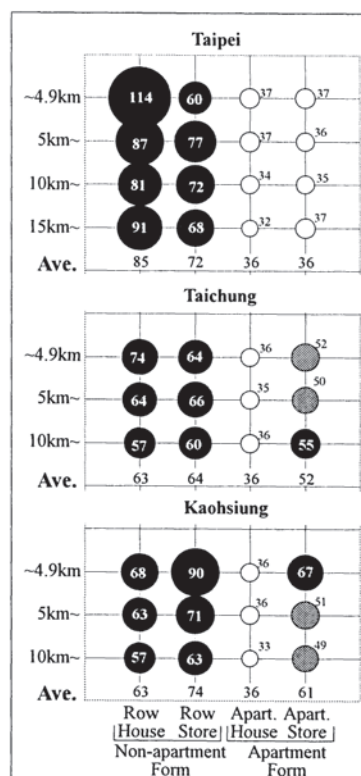 Taipei
~4.9km 114 60 37 37
5km~ 87 77 37 36
10km~ 81 72 34 35
15km~ 91 68 32 37
Ave. 85 72 36 36
Taichung
~4.9km 74 64 36 52
5km~ 64 66 35 50
10km~ 57 60 36 55
Ave. 63 64 36 52
Kaohsiung
~4.9km 68 90 36 67
5km~ 63 71 36 51
10km~ 57 63 33 49
Ave. 63 74 36 61
Row Row Apart. Apart.
House Store House Store
Non-apartment Apartment
Form Form